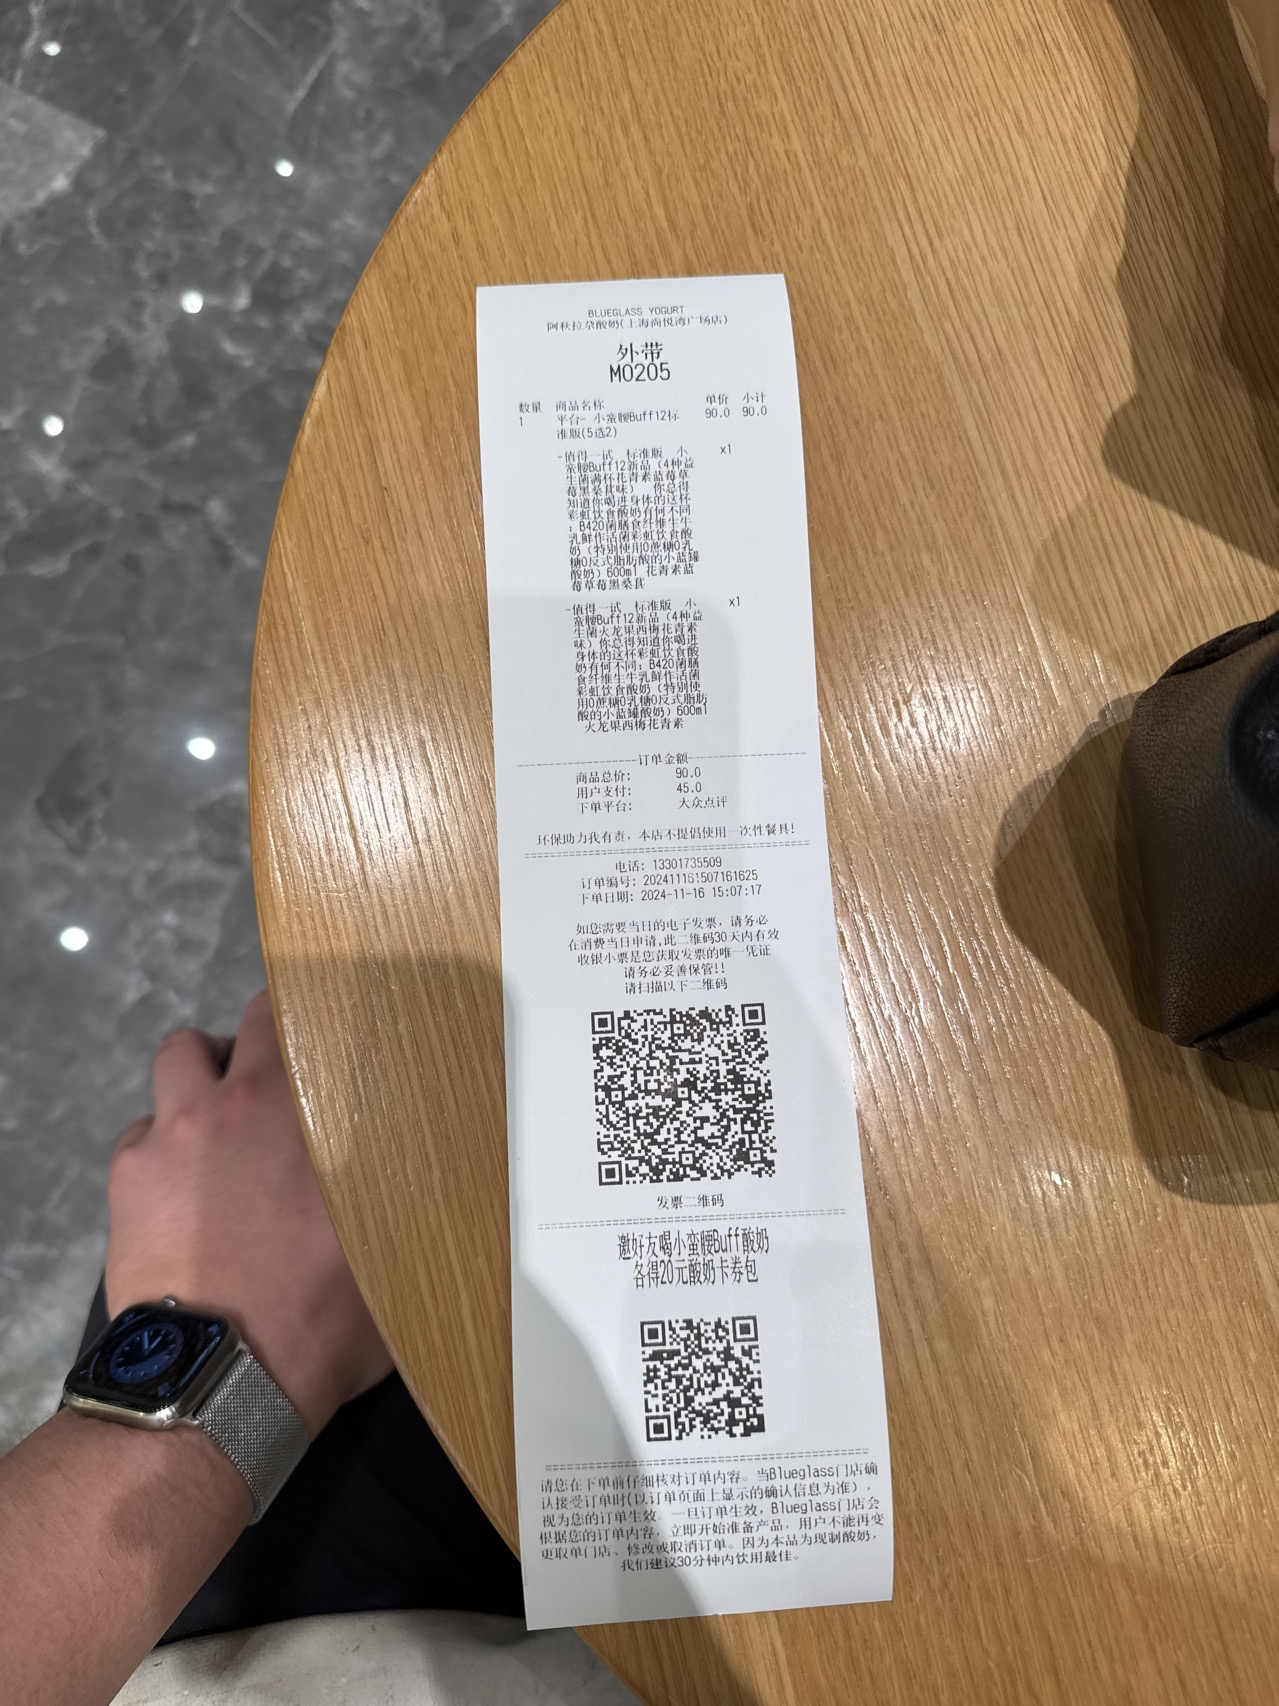 BLUEGLASS YOGURT
阿秋拉尕酸奶(上海尚悦湾广场店)
外带
M0205
数量 商品名称 单价 小计
1 平台- 小蛮腰Buff12标 90.0 90.0
准版(5选2)
-值得一试 标准版 小 x1
蛮腰Buff12新品（4种益
生菌满杯花青素蓝莓草
莓黑桑葚味） 你总得
知道你喝进身体的这杯
彩虹饮食酸奶有何不同
：B420菌膳食纤维生牛
乳鲜作活菌彩虹饮食酸
奶（特别使用0蔗糖0乳
糖0反式脂肪酸的小蓝罐
酸奶）600ml 花青素蓝
莓草莓黑桑葚
-值得一试 标准版 小 x1
蛮腰Buff12新品（4种益
生菌火龙果西梅花青素
味）你总得知道你喝进
身体的这杯彩虹饮食酸
奶有何不同：B420菌膳
食纤维生牛乳鲜作活菌
彩虹饮食酸奶（特别使
用0蔗糖0乳糖0反式脂肪
酸的小蓝罐酸奶）600ml
火龙果西梅花青素
订单金额
商品总价: 90.0
用户支付: 45.0
下单平台: 大众点评
环保助力我有责，本店不提倡使用一次性餐具!
电话: 13301735509
订单编号: 20241116150716​1625
下单日期: 2024-11-16 15:07:17
如您需要当日的电子发票，请务必
在消费当日申请,此二维码30天内有效
收银小票是您获取发票的唯一凭证
请务必妥善保管!!
请扫描以下二维码
发票二维码
邀好友喝小蛮腰Buff酸奶
各得20元酸奶卡券包
请您在下单前仔细核对订单内容。当Blueglass门店确
认接受订单时(以订单页面上显示的确认信息为准)，
视为您的订单生效。一旦订单生效，Blueglass门店会
根据您的订单内容，立即开始准备产品，用户不能再变
更取单门店、修改或取消订单。因为本品为现制酸奶，
我们建议30分钟内饮用最佳。